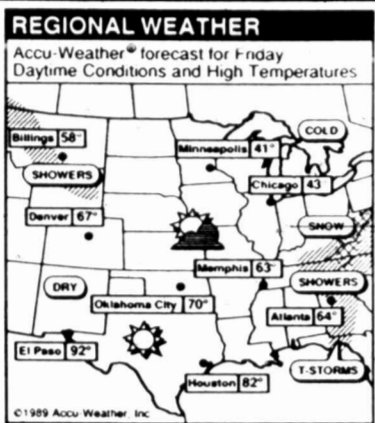 REGIONAL WEATHER
Accu-Weather® forecast for Friday
Daytime Conditions and High Temperatures
COLD
Billings 58°
Minneapolis 41°
SHOWERS
Chicago 43
Denver 67°
SNOW
Memphis 63°
DRY
SHOWERS
Oklahoma City 70°
Atlanta 64°
El Paso 92°
T-STORMS
Houston 82°
©1989 Accu-Weather, Inc